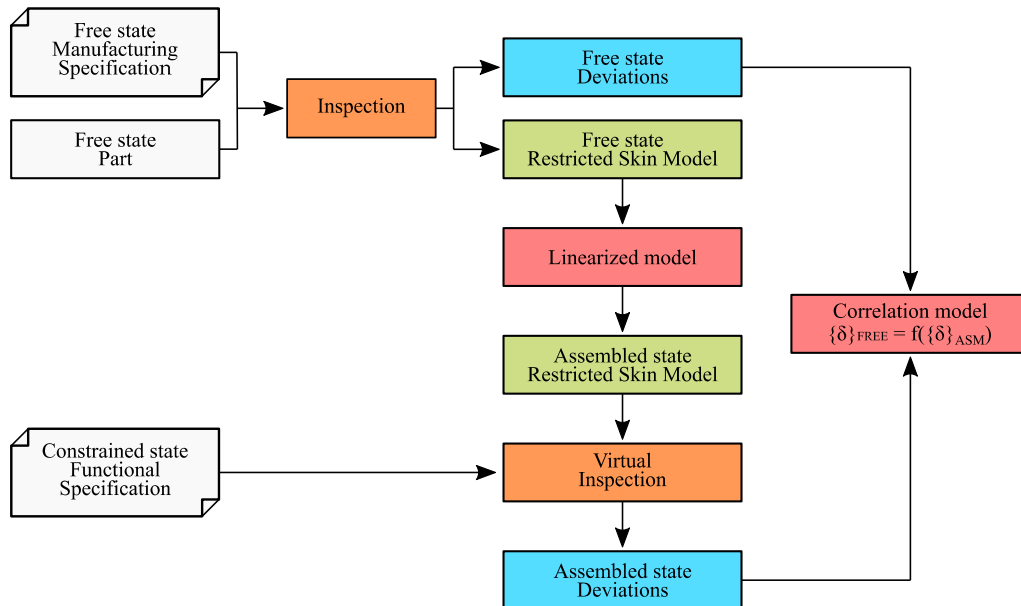 Free state
Manufacturing
Specification
Free state
Part
Inspection
Free state
Deviations
Free state
Restricted Skin Model
Linearized model
Correlation model
{δ}FREE = f({δ}ASM)
Assembled state
Restricted Skin Model
Constrained state
Functional
Specification
Virtual
Inspection
Assembled state
Deviations